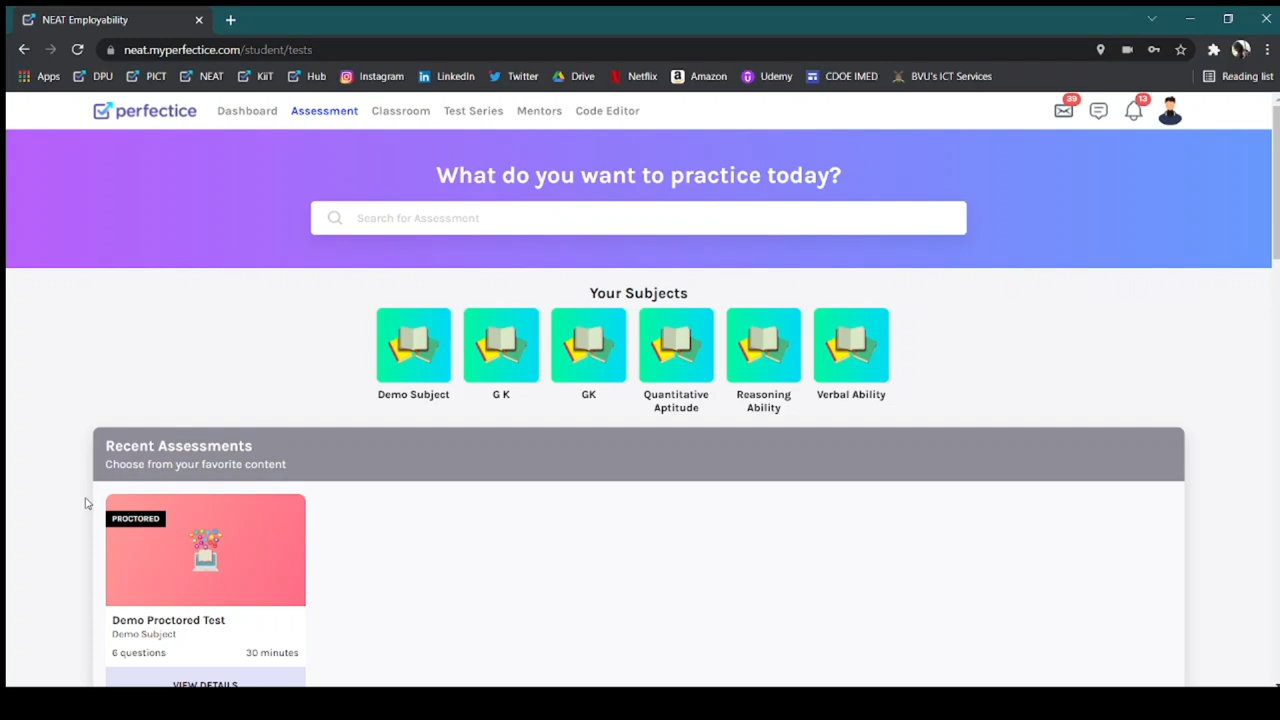 NEAT Employability
neat.myperfectice.com/student/tests
Apps DPU PICT NEAT KiiT Hub Instagram LinkedIn Twitter Drive Netflix Amazon Udemy CDOE IMED BVU's ICT Services Reading list
perfectice Dashboard Assessment Classroom Test Series Mentors Code Editor 39 13
What do you want to practice today?
Search for Assessment
Your Subjects
Demo Subject G K GK Quantitative Aptitude Reasoning Ability Verbal Ability
Recent Assessments
Choose from your favorite content
PROCTORED
Demo Proctored Test
Demo Subject
6 questions 30 minutes
VIEW DETAILS